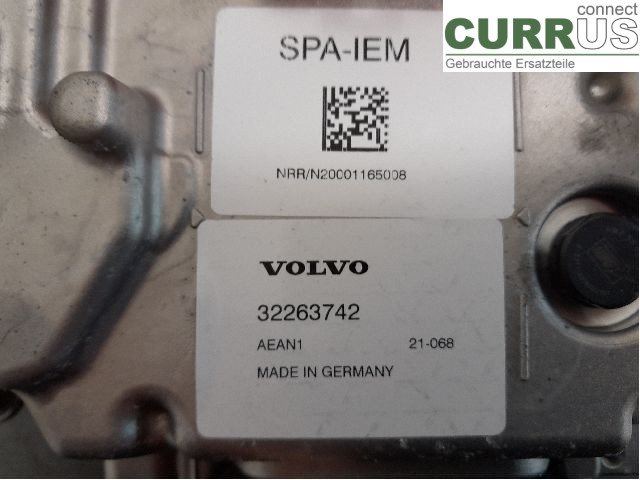 connect
CURRUS
Gebrauchte Ersatzteile
SPA-IEM
NRR/N20001165008
VOLVO
32263742
AEAN1 21-068
MADE IN GERMANY